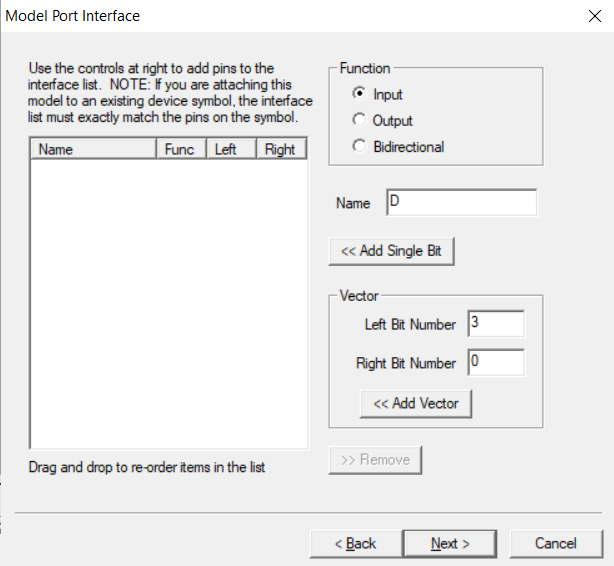 Model Port Interface
Use the controls at right to add pins to the
interface list. NOTE: If you are attaching this
model to an existing device symbol, the interface
list must exactly match the pins on the symbol.
Name Func Left Right
Drag and drop to re-order items in the list
Function
Input
Output
Bidirectional
Name D
<< Add Single Bit
Vector
Left Bit Number 3
Right Bit Number 0
<< Add Vector
>> Remove
< Back Next > Cancel